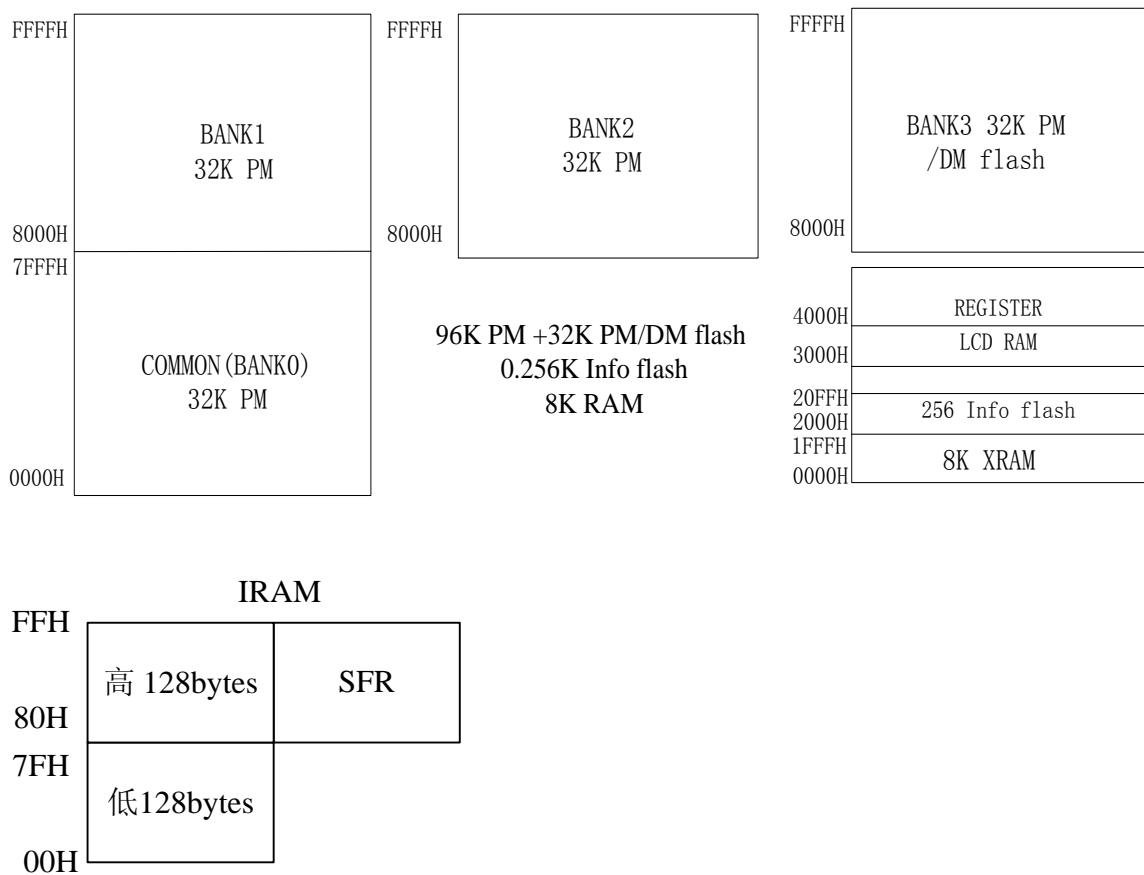 FFFFH
BANK1
32K PM
8000H
7FFFH
COMMON(BANK0)
32K PM
0000H
FFFFH
BANK2
32K PM
8000H
96K PM +32K PM/DM flash
0.256K Info flash
8K RAM
FFFFH
BANK3 32K PM
/DM flash
8000H
REGISTER
4000H
LCD RAM
3000H
20FFH
256 Info flash
2000H
1FFFH
8K XRAM
0000H
IRAM
FFH
高 128bytes
SFR
80H
7FH
低128bytes
00H